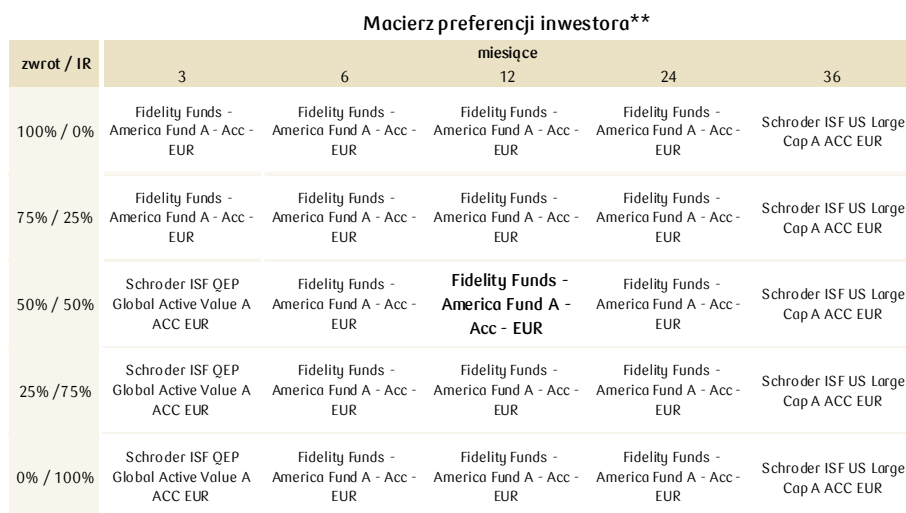 Macierz preferencji inwestora**
zwrot / IR
miesiące
3 6 12 24 36
100% / 0%
Fidelity Funds -
America Fund A - Acc -
EUR
Fidelity Funds -
America Fund A - Acc -
EUR
Fidelity Funds -
America Fund A - Acc -
EUR
Fidelity Funds -
America Fund A - Acc -
EUR
Schroder ISF US Large
Cap A ACC EUR
75% / 25%
Fidelity Funds -
America Fund A - Acc -
EUR
Fidelity Funds -
America Fund A - Acc -
EUR
Fidelity Funds -
America Fund A - Acc -
EUR
Fidelity Funds -
America Fund A - Acc -
EUR
Schroder ISF US Large
Cap A ACC EUR
50% / 50%
Schroder ISF QEP
Global Active Value A
ACC EUR
Fidelity Funds -
America Fund A - Acc -
EUR
Fidelity Funds -
America Fund A -
Acc - EUR
Fidelity Funds -
America Fund A - Acc -
EUR
Schroder ISF US Large
Cap A ACC EUR
25% /75%
Schroder ISF QEP
Global Active Value A
ACC EUR
Fidelity Funds -
America Fund A - Acc -
EUR
Fidelity Funds -
America Fund A - Acc -
EUR
Fidelity Funds -
America Fund A - Acc -
EUR
Schroder ISF US Large
Cap A ACC EUR
0% / 100%
Schroder ISF QEP
Global Active Value A
ACC EUR
Fidelity Funds -
America Fund A - Acc -
EUR
Fidelity Funds -
America Fund A - Acc -
EUR
Fidelity Funds -
America Fund A - Acc -
EUR
Schroder ISF US Large
Cap A ACC EUR